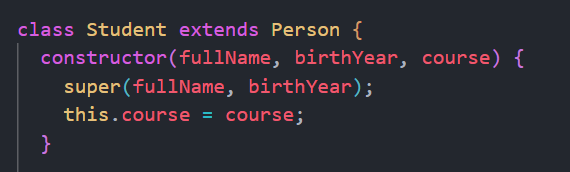 class Student extends Person {
  constructor(fullName, birthYear, course) {
    super(fullName, birthYear);
    this.course = course;
  }